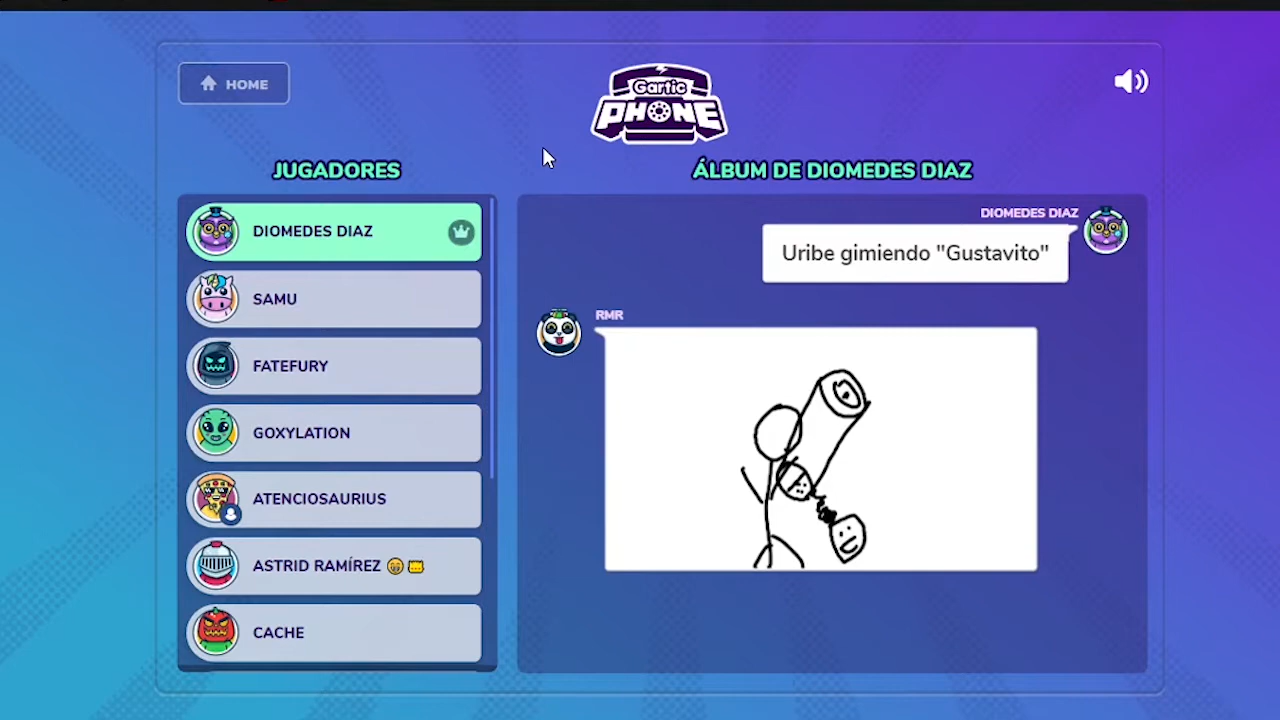 HOME
Gartic
PHONE
JUGADORES
ÁLBUM DE DIOMEDES DIAZ
DIOMEDES DIAZ
SAMU
FATEFURY
GOXYLATION
ATENCIOSAURIUS
ASTRID RAMÍREZ
CACHE
DIOMEDES DIAZ
Uribe gimiendo "Gustavito"
RMR